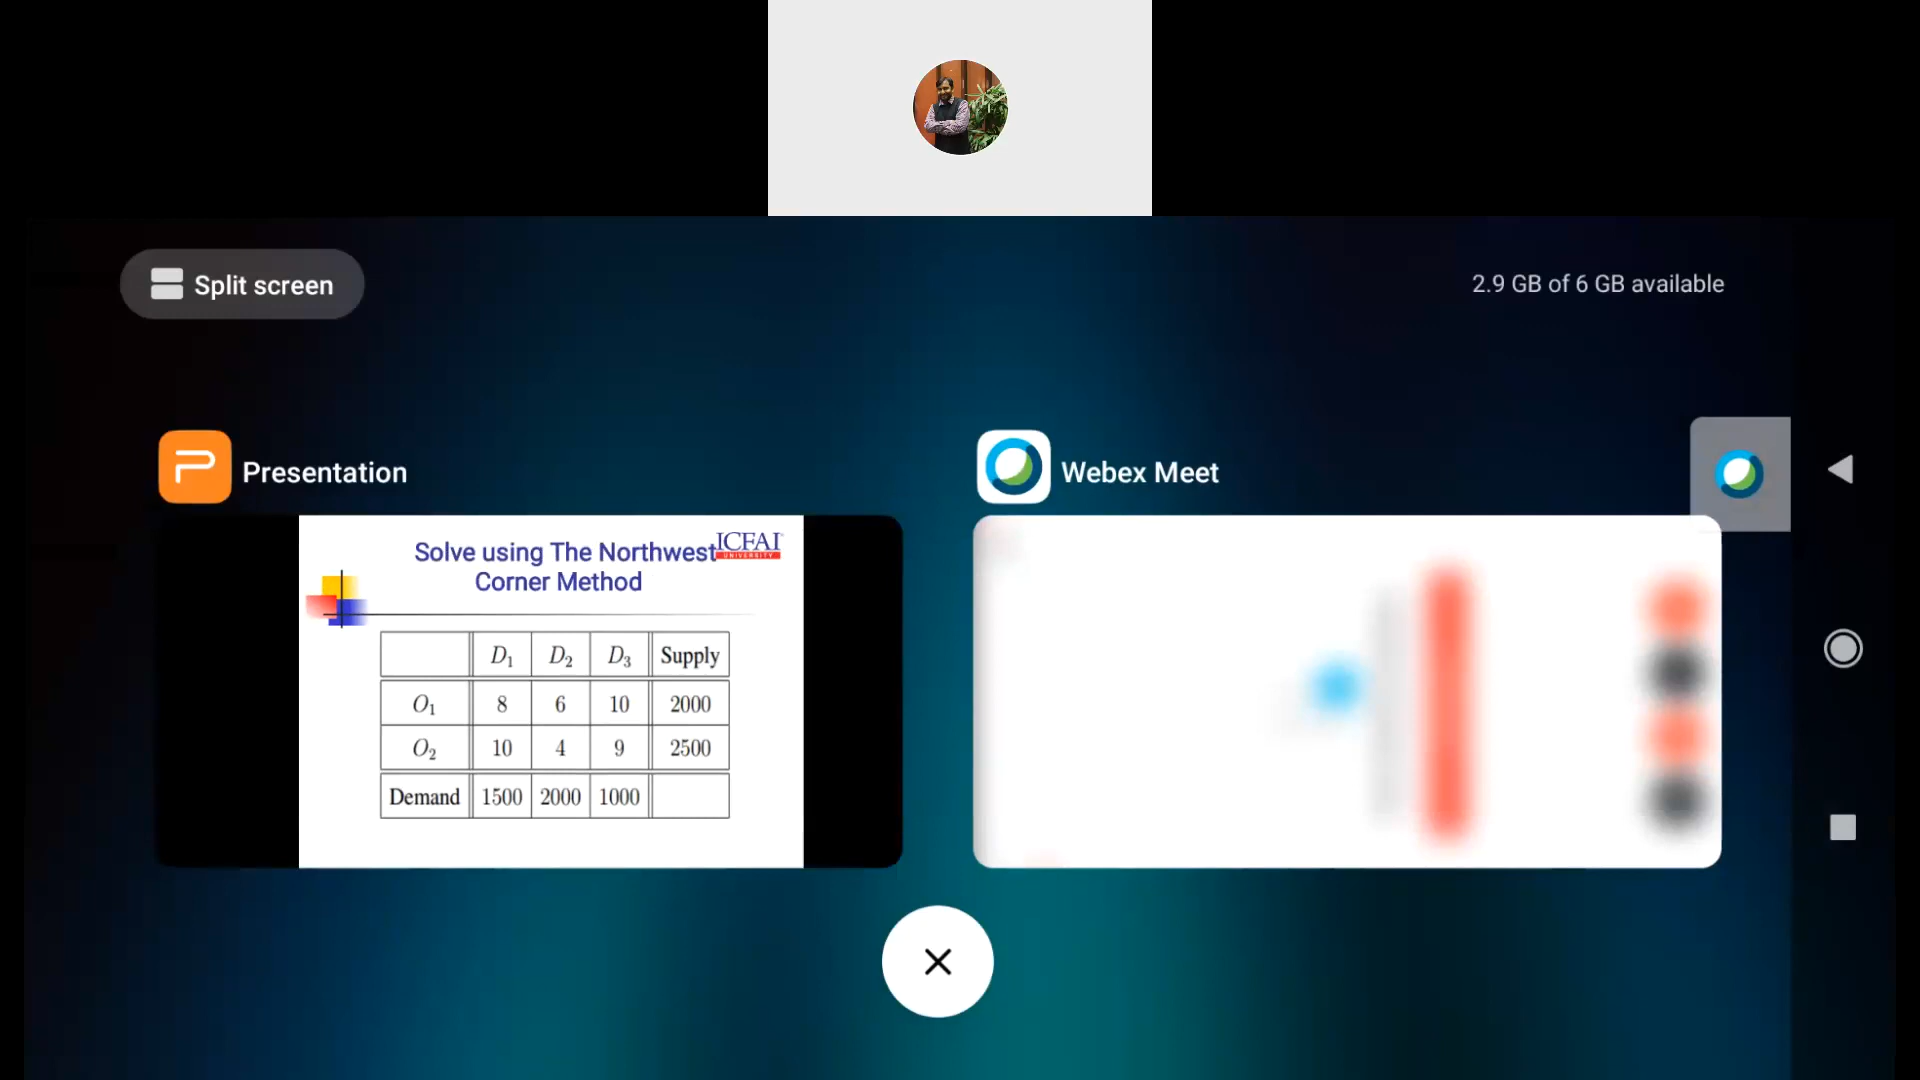 Split screen
2.9 GB of 6 GB available
Presentation
Webex Meet
Solve using The Northwest
Corner Method
ICFAI
UNIVERSITY
D1 D2 D3 Supply
O1 8 6 10 2000
O2 10 4 9 2500
Demand 1500 2000 1000